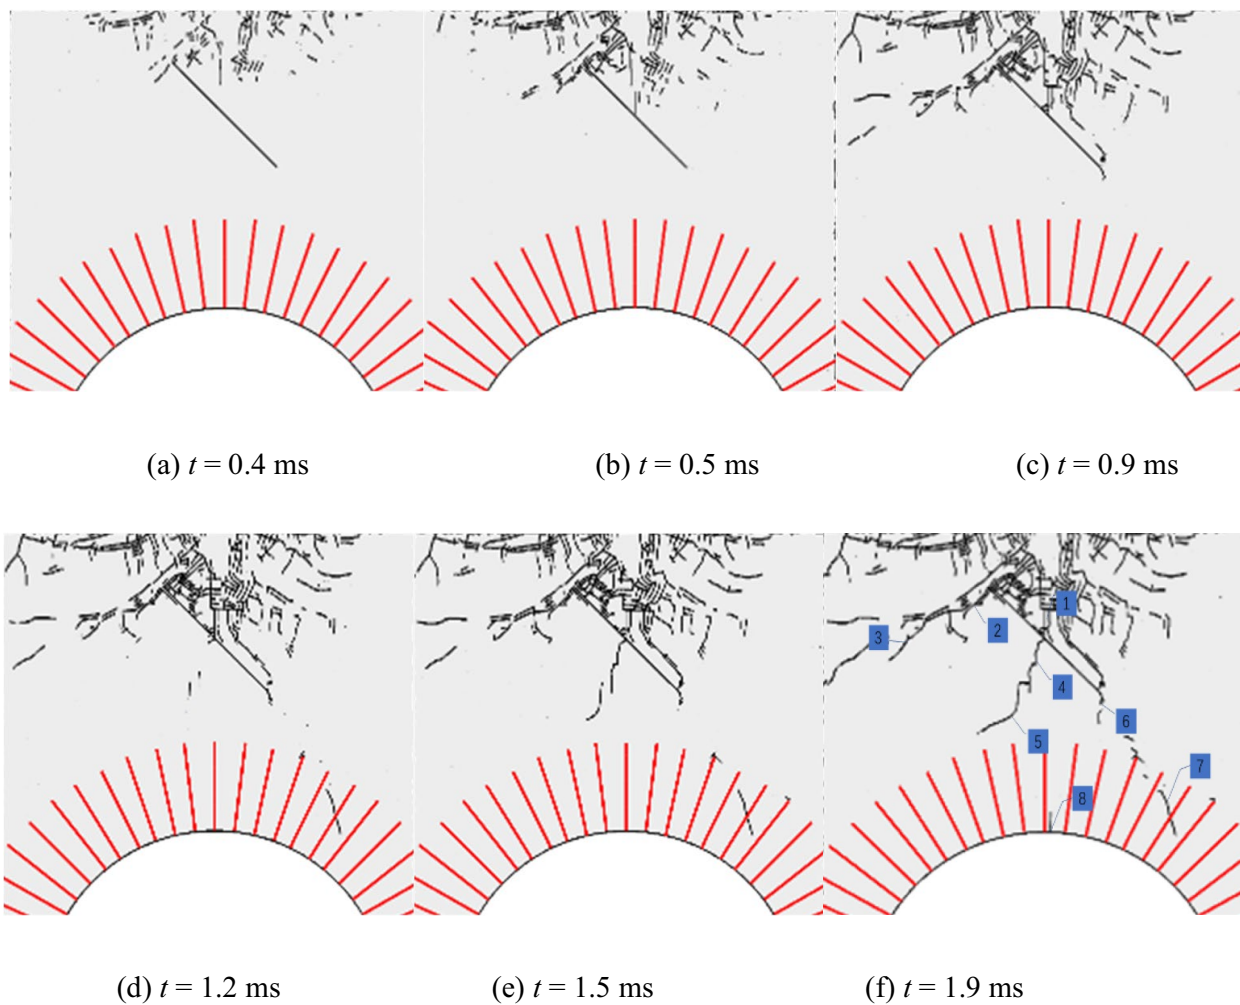 (a) t = 0.4 ms
(b) t = 0.5 ms
(c) t = 0.9 ms
1
2
3
4
5
6
7
8
(d) t = 1.2 ms
(e) t = 1.5 ms
(f) t = 1.9 ms